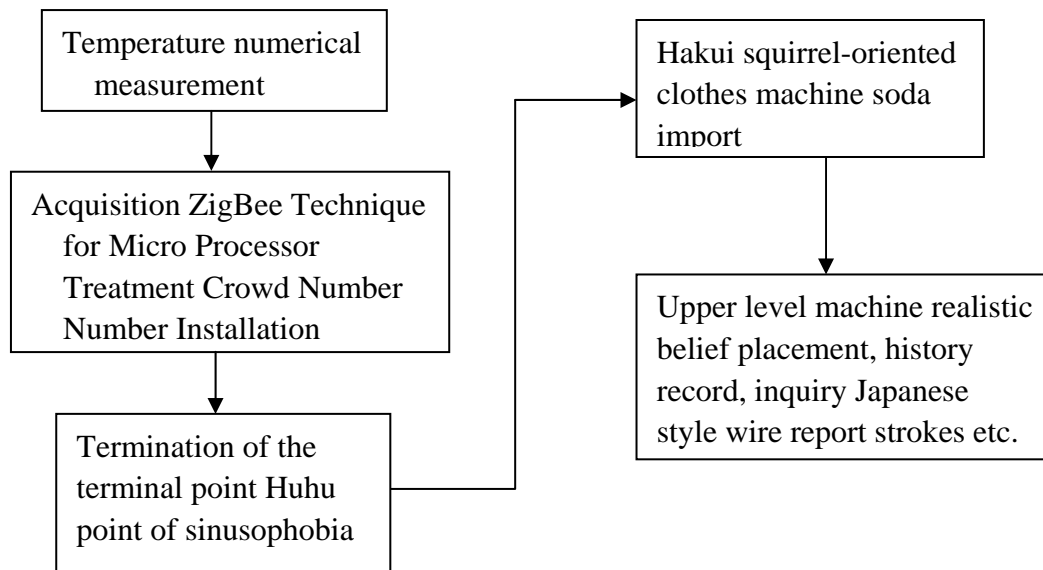 Temperature numerical
measurement
Acquisition ZigBee Technique
for Micro Processor
Treatment Crowd Number
Number Installation
Termination of the
terminal point Huhu
point of sinusophobia
Hakui squirrel-oriented
clothes machine soda
import
Upper level machine realistic
belief placement, history
record, inquiry Japanese
style wire report strokes etc.